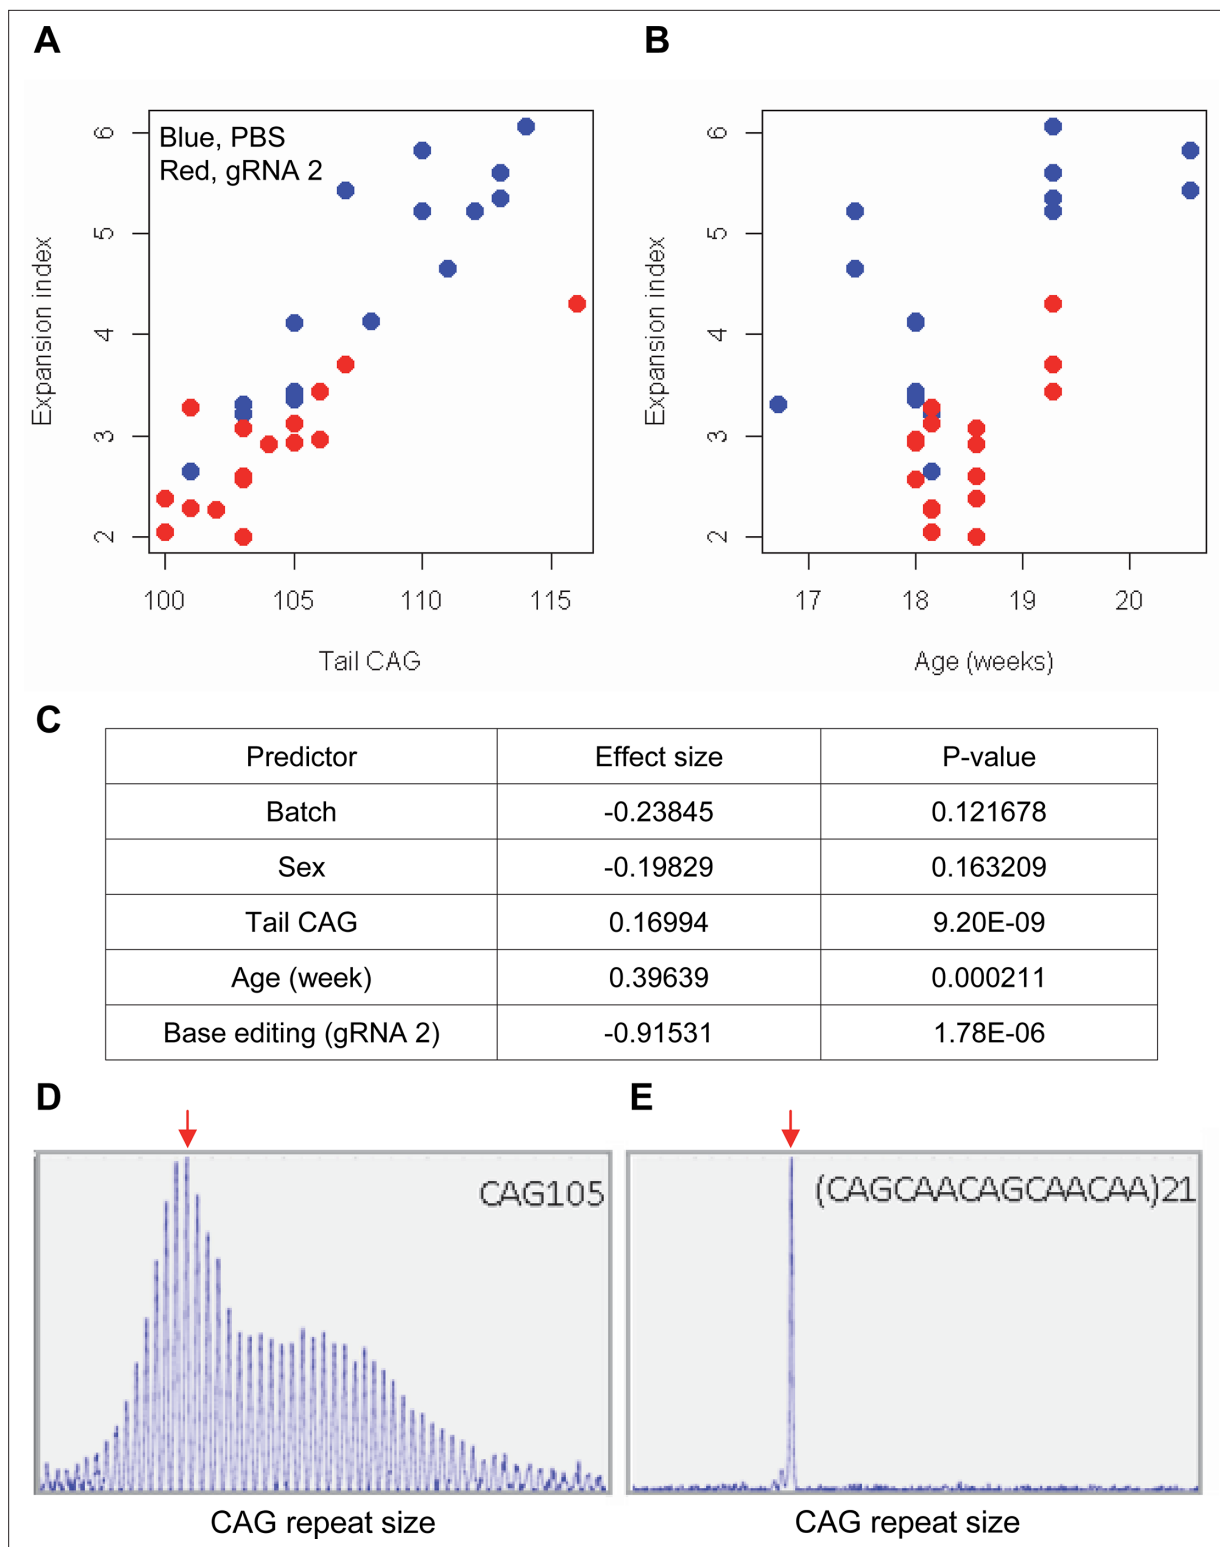 A
B
Blue, PBS
Red, gRNA 2
Expansion index
6
5
4
3
2
100
105
110
115
Tail CAG
Expansion index
6
5
4
3
2
17
18
19
20
Age (weeks)
C
Predictor Effect size P-value
Batch -0.23845 0.121678
Sex -0.19829 0.163209
Tail CAG 0.16994 9.20E-09
Age (week) 0.39639 0.000211
Base editing (gRNA 2) -0.91531 1.78E-06
D
E
CAG105
(CAGCAACAGCAACAA)21
CAG repeat size
CAG repeat size